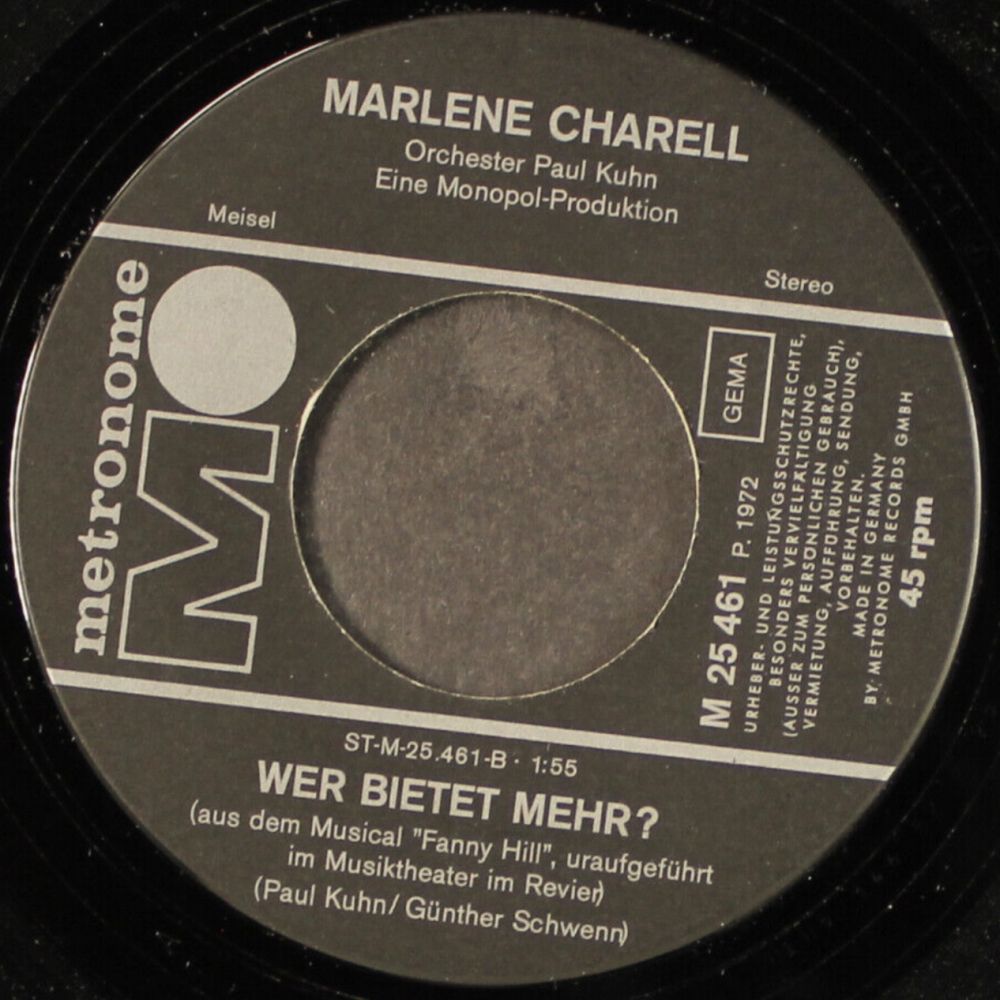 MARLENE CHARELL
Orchester Paul Kuhn
Eine Monopol-Produktion
Meisel
Stereo
metronome
M
GEMA
M 25 461 P. 1972
URHEBER- UND LEISTUNGSSCHUTZRECHTE,
BESONDERS VERVIELFÄLTIGUNG
(AUSSER ZUM PERSÖNLICHEN GEBRAUCH),
VERMIETUNG, AUFFÜHRUNG, SENDUNG,
VORBEHALTEN.
MADE IN GERMANY
BY METRONOME RECORDS GMBH
45 rpm
ST-M-25.461-B · 1:55
WER BIETET MEHR?
(aus dem Musical "Fanny Hill", uraufgeführt
im Musiktheater im Revier)
(Paul Kuhn/Günther Schwenn)